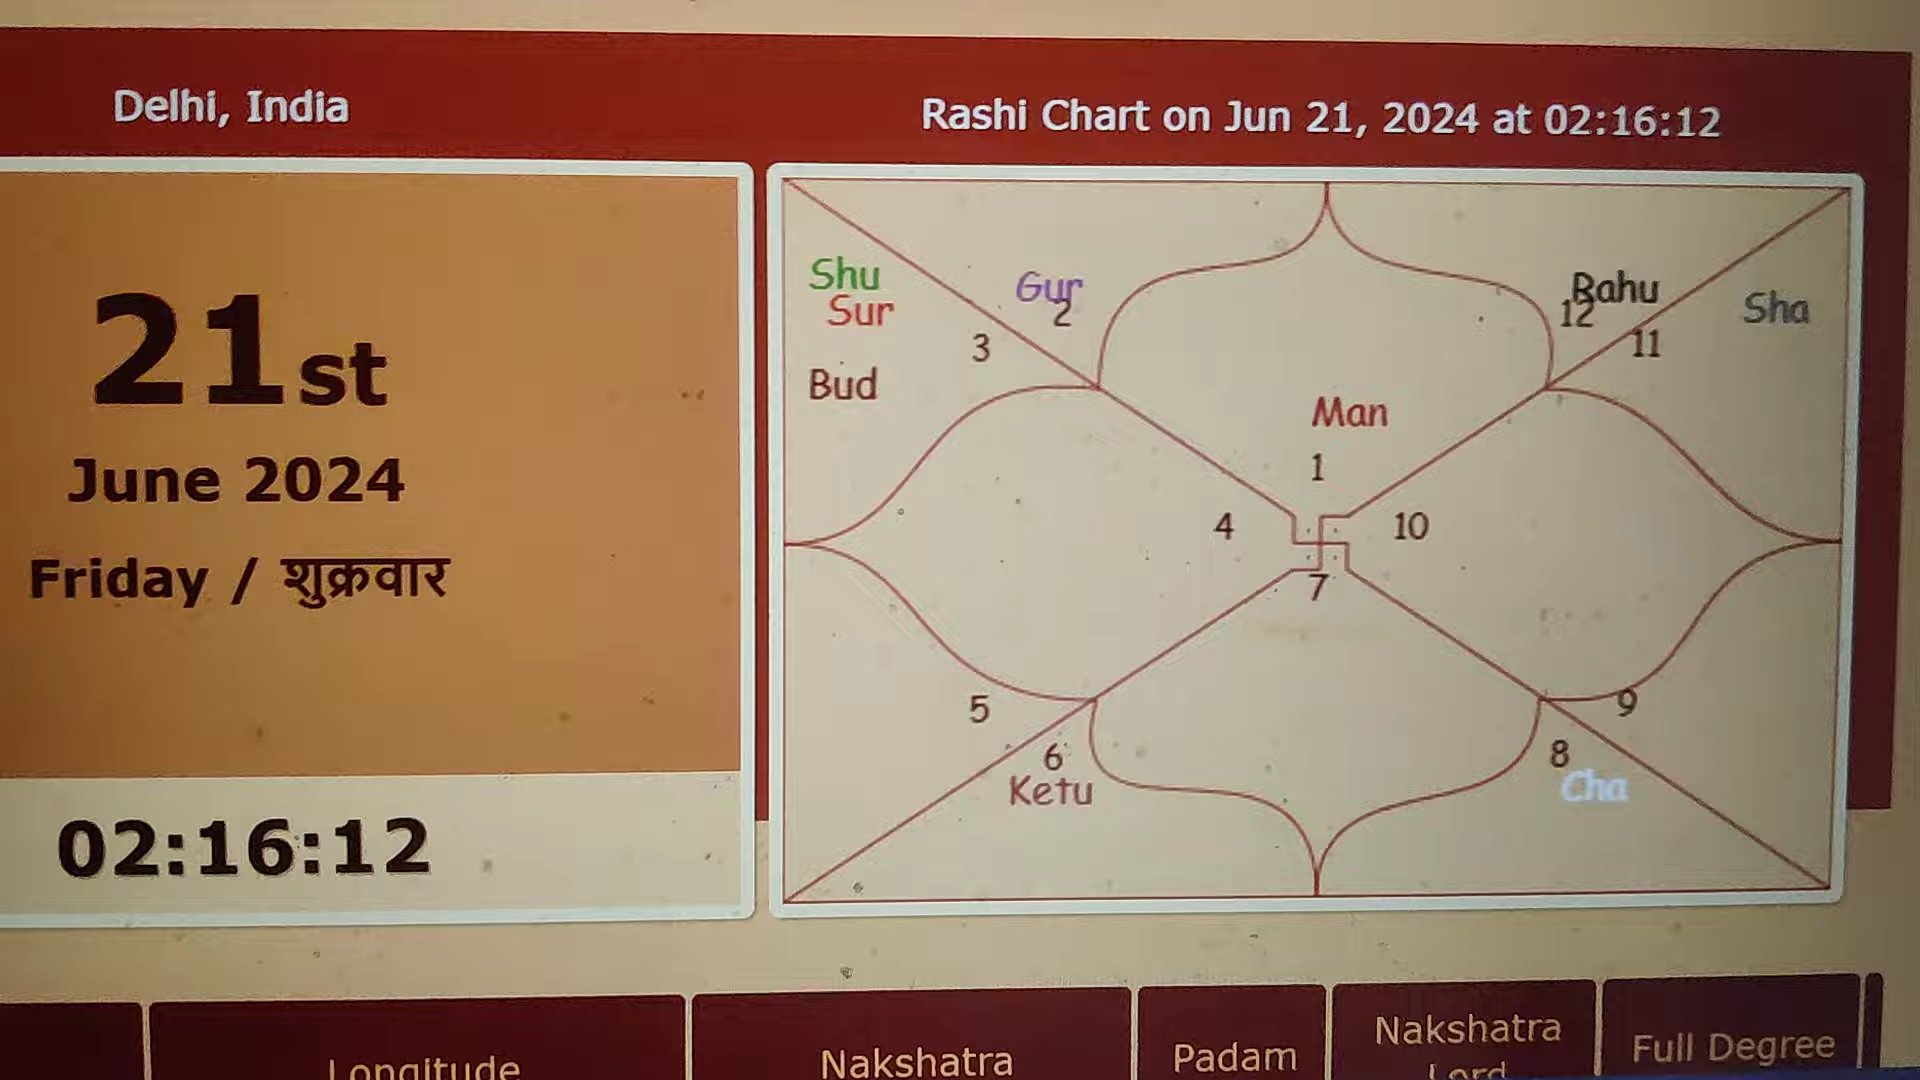 Delhi, India
Rashi Chart on Jun 21, 2024 at 02:16:12
21st
June 2024
Friday / शुक्रवार
02:16:12
Shu
Sur
Bud
3
Gur
2
Rahu
12
11
Sha
Man
1
4
10
7
5
6
Ketu
9
8
Cha
Longitude
Nakshatra
Padam
Nakshatra
Lord
Full Degree